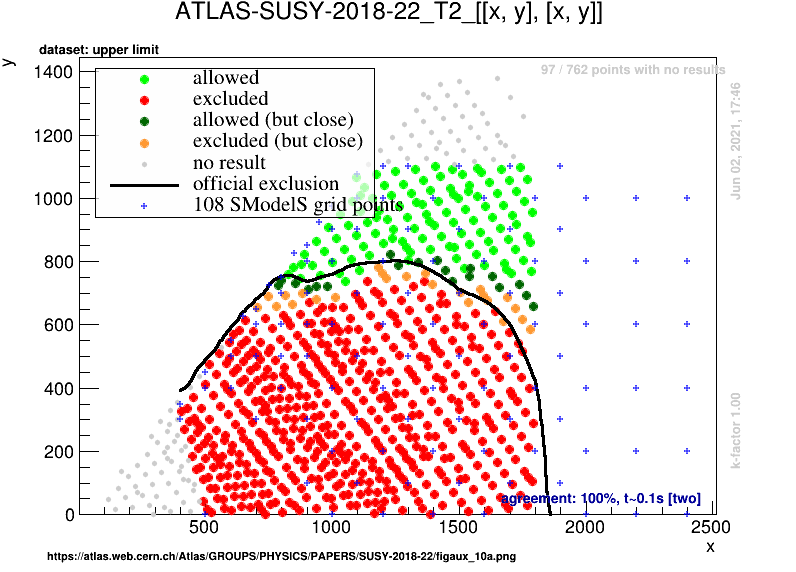 ATLAS-SUSY-2018-22_T2_[[x, y], [x, y]]
dataset: upper limit
97 / 762 points with no results
y
1400
1200
1000
800
600
400
200
0
allowed
excluded
allowed (but close)
excluded (but close)
no result
official exclusion
108 SModelS grid points
Jun 02, 2021, 17:46
k-factor 1.00
agreement: 100%, t~0.1s [two]
500
1000
1500
2000
2500
x
https://atlas.web.cern.ch/Atlas/GROUPS/PHYSICS/PAPERS/SUSY-2018-22/figaux_10a.png